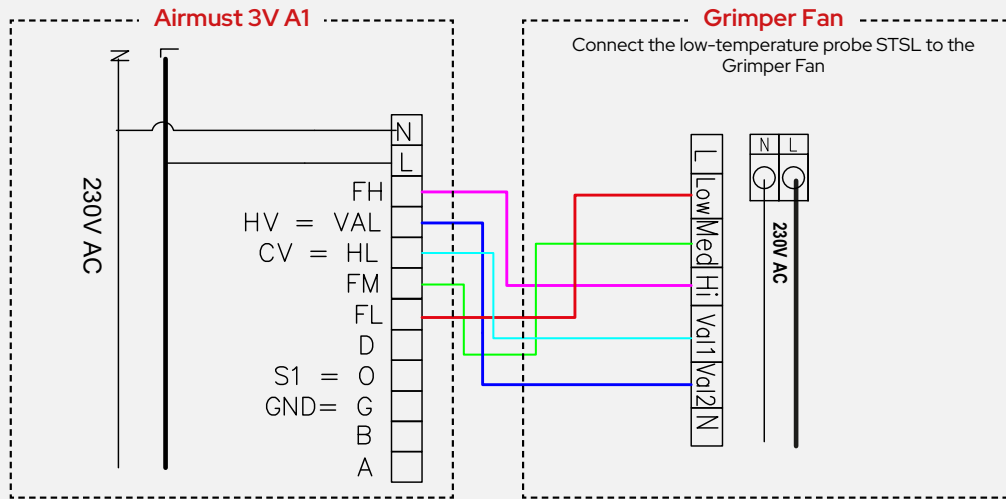 Airmust 3V A1
N
L
230V AC
N
L
FH
HV = VAL
CV = HL
FM
FL
D
S1 = O
GND= G
B
A
Grimper Fan
Connect the low-temperature probe STSL to the
Grimper Fan
L
Low
Med
Hi
Val1
Val2
N
N L
230V AC